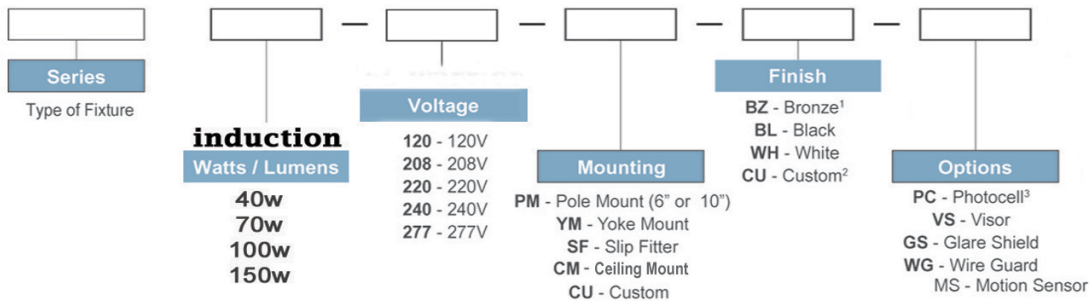 Series
Type of Fixture
induction
Watts / Lumens
40w
70w
100w
150w
Voltage
120 - 120V
208 - 208V
220 - 220V
240 - 240V
277 - 277V
Mounting
PM - Pole Mount (6” or 10”)
YM - Yoke Mount
SF - Slip Fitter
CM - Ceiling Mount
CU - Custom
Finish
BZ - Bronze¹
BL - Black
WH - White
CU - Custom²
Options
PC - Photocell³
VS - Visor
GS - Glare Shield
WG - Wire Guard
MS - Motion Sensor